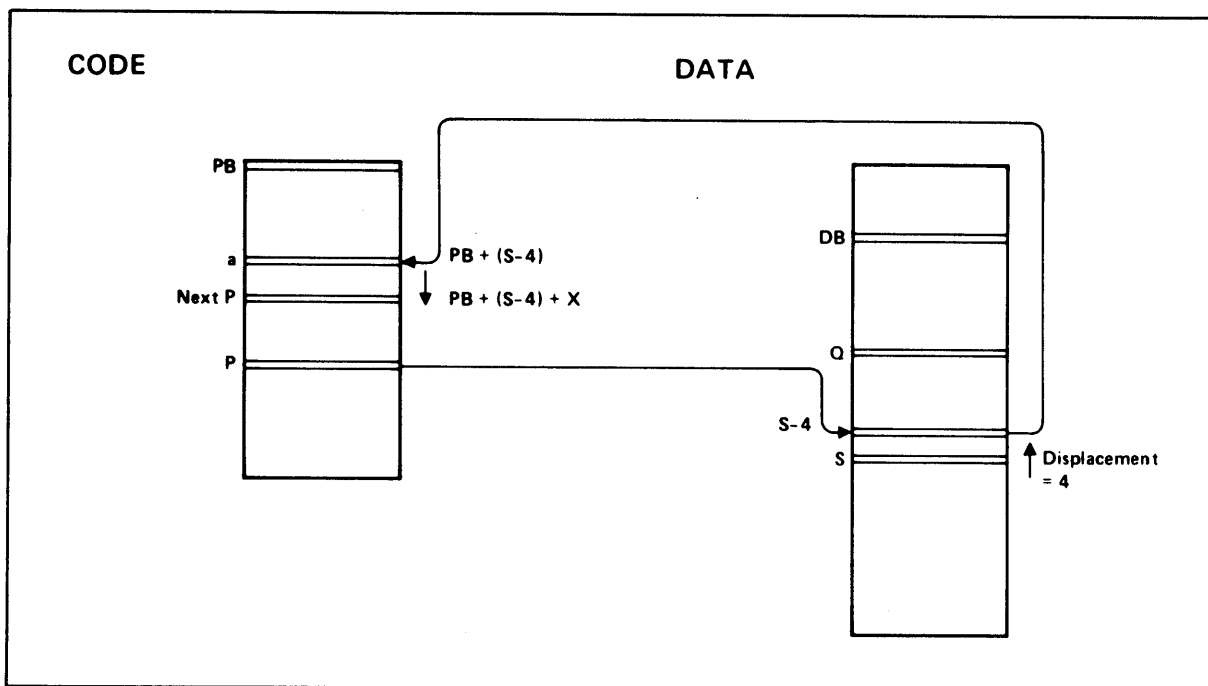 CODE
DATA
PB
a
PB + (S-4)
Next P
PB + (S-4) + X
P
DB
Q
S-4
S
Displacement
= 4